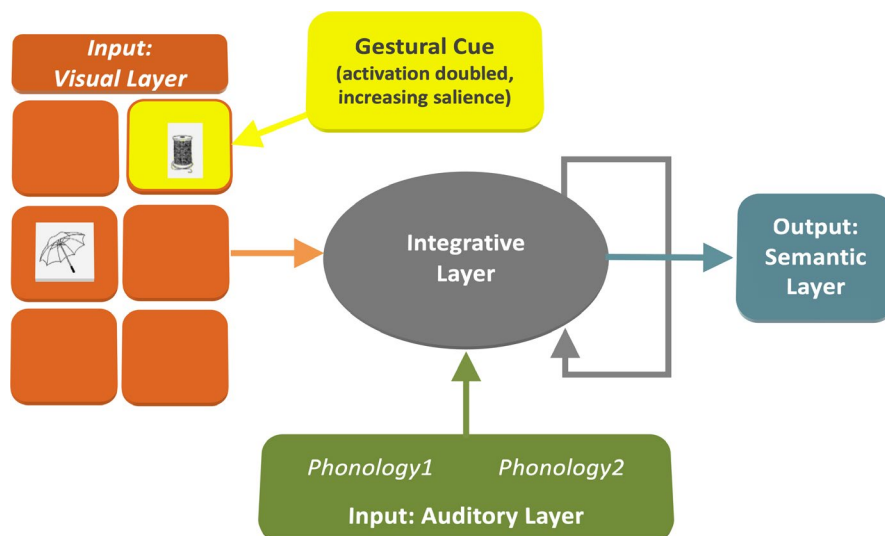 Input:
Visual Layer
Gestural Cue
(activation doubled,
increasing salience)
Integrative
Layer
Output:
Semantic
Layer
Phonology1 Phonology2
Input: Auditory Layer